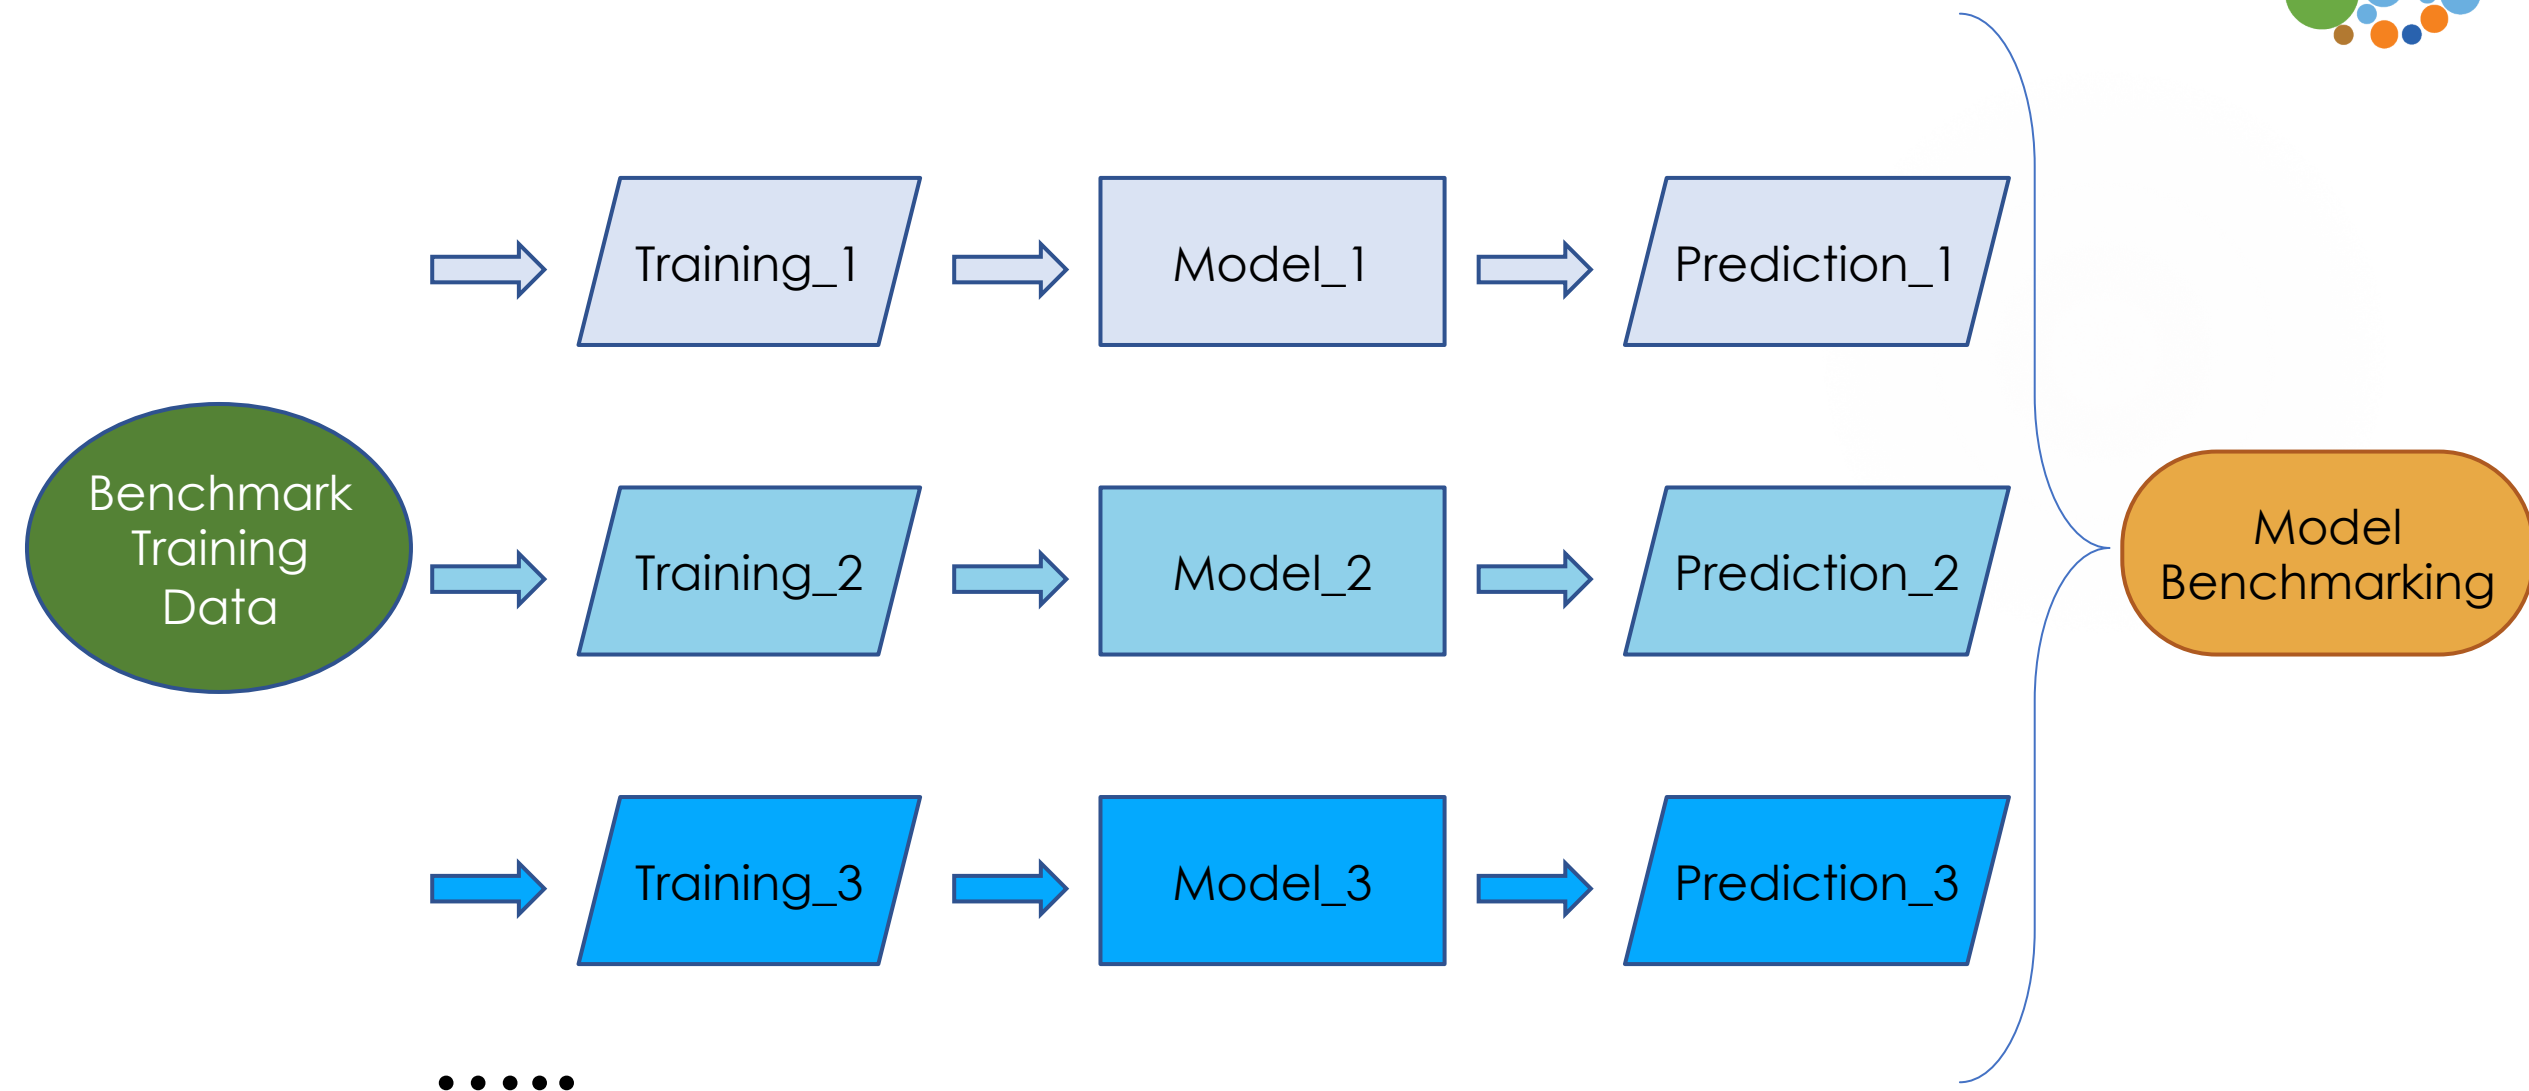 Training_1
Model_1
Prediction_1
Benchmark
Training
Data
Training_2
Model_2
Prediction_2
Model
Benchmarking
Training_3
Model_3
Prediction_3
.....